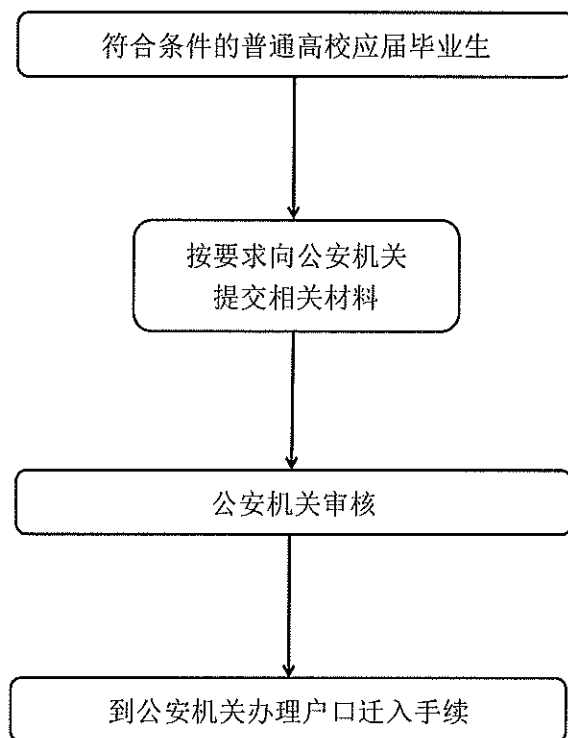 符合条件的普通高校应届毕业生
按要求向公安机关
提交相关材料
公安机关审核
到公安机关办理户口迁入手续